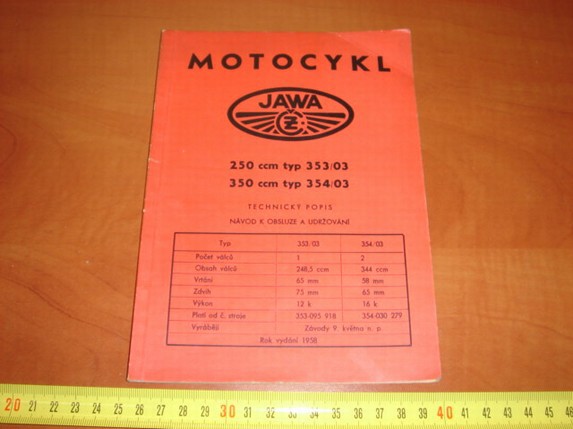 MOTOCYKL
JAWA
ČZ
250 ccm typ 353/03
350 ccm typ 354/03
TECHNICKÝ POPIS
NÁVOD K OBSLUZE A UDRŽOVÁNÍ
Typ 353/03 354/03
Počet válců 1 2
Obsah válců 248,5 ccm 344 ccm
Vrtání 65 mm 58 mm
Zdvih 75 mm 65 mm
Výkon 12 k 16 k
Platí od č. stroje 353-095 918 354-030 279
Vyrábějí Závody 9. května n. p.
Rok vydání 1958
20 21 22 23 24 25 26 27 28 29 30 31 32 33 34 35 36 37 38 39 40 41 42 43 44 45 46